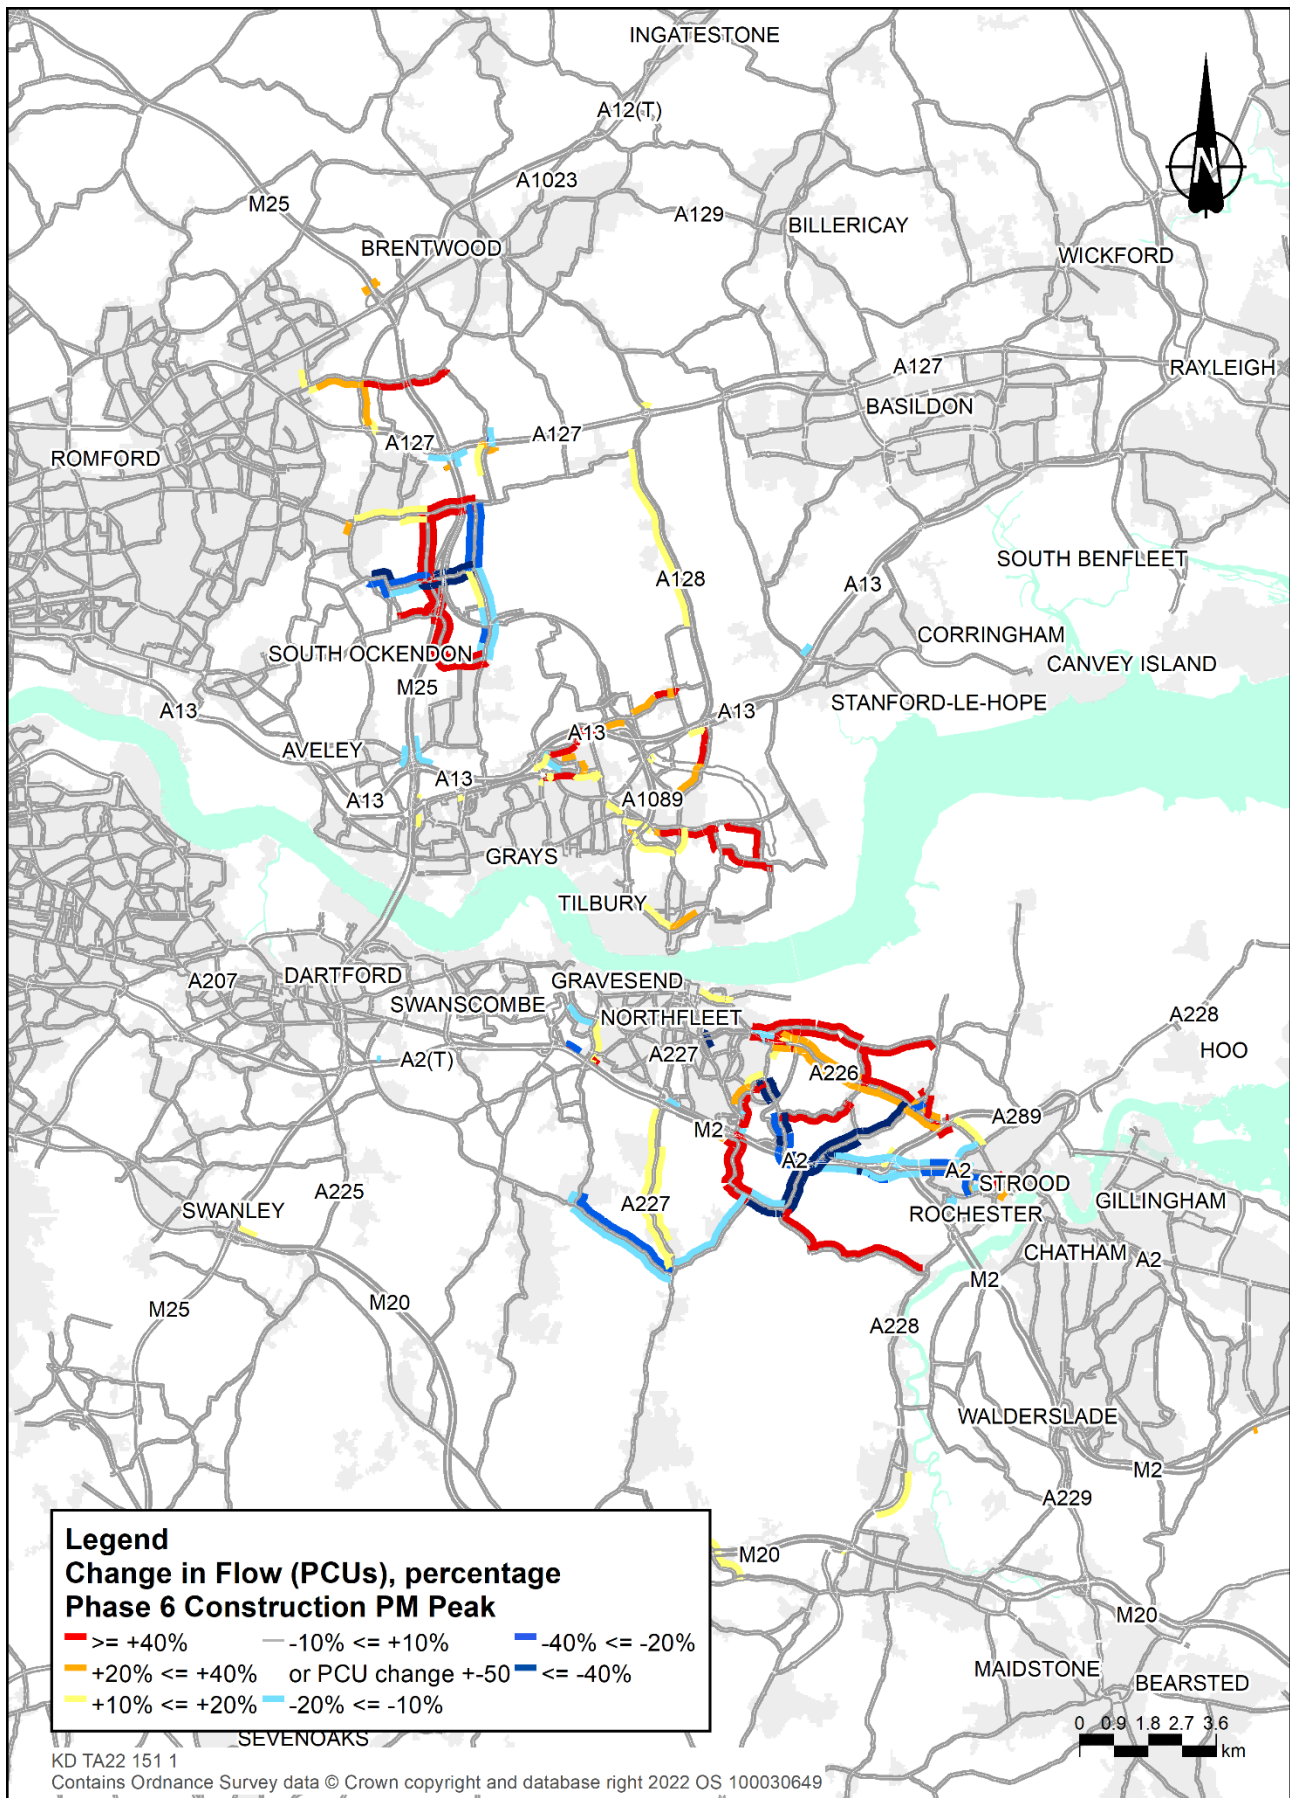 INGATESTONE
A12(T)
N
A1023
M25
A129
BILLERICAY
BRENTWOOD
WICKFORD
A127
RAYLEIGH
BASILDON
A127
A127
ROMFORD
SOUTH BENFLEET
A128
A13
CORRINGHAM
SOUTH OCKENDON
CANVEY ISLAND
M25
STANFORD-LE-HOPE
A13
A13
A13
AVELEY
A13
A13
A1089
GRAYS
TILBURY
DARTFORD
GRAVESEND
A207
SWANSCOMBE
NORTHFLEET
A228
A2(T)
A227
HOO
A226
A289
M2
A2
A2
STROOD
A225
GILLINGHAM
SWANLEY
A227
ROCHESTER
CHATHAM
A2
M2
M25
M20
A228
WALDERSLADE
M2
A229
M20
M20
MAIDSTONE
BEARSTED
Legend
Change in Flow (PCUs), percentage
Phase 6 Construction PM Peak
>= +40% -10% <= +10% -40% <= -20%
+20% <= +40% or PCU change +-50 <= -40%
+10% <= +20% -20% <= -10%
SEVENOAKS
0 0.9 1.8 2.7 3.6
km
KD TA22 151 1
Contains Ordnance Survey data © Crown copyright and database right 2022 OS 100030649